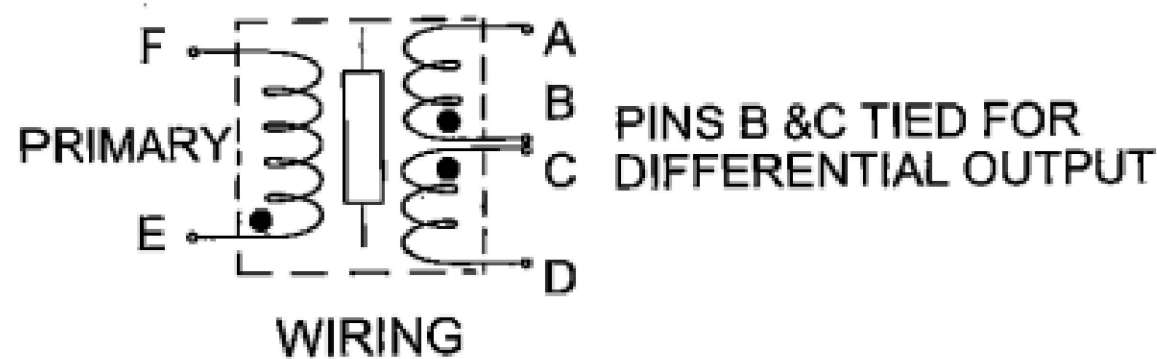 F
A
B
PRIMARY
PINS B &C TIED FOR
C
DIFFERENTIAL OUTPUT
E
D
WIRING